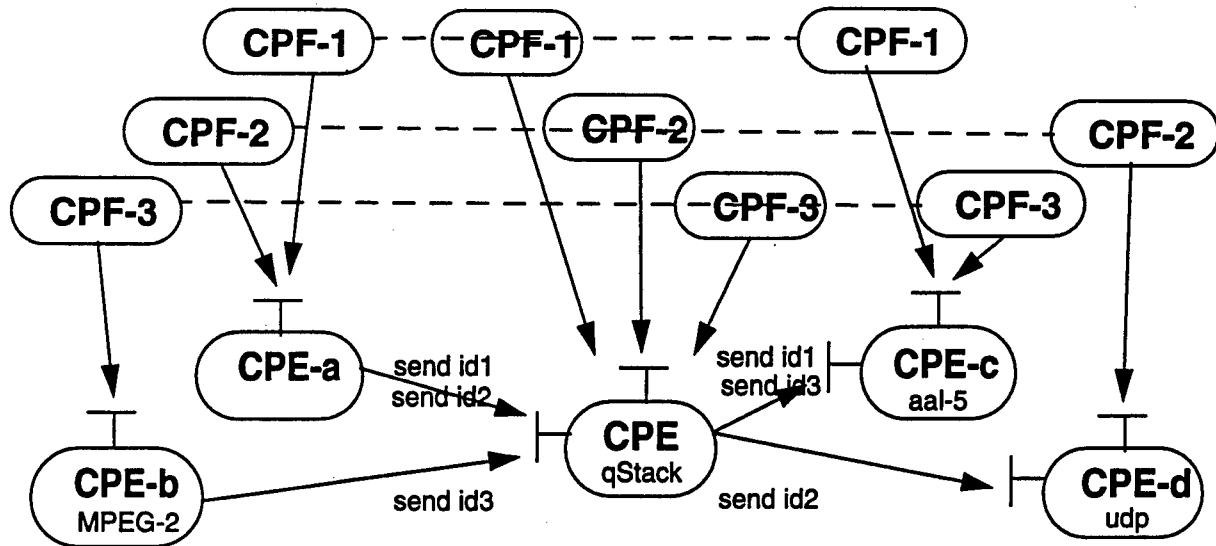 CPF-1
CPF-1
CPF-1
CPF-2
CPF-2
CPF-2
CPF-3
CPF-3
CPF-3
CPE-a
send id1
send id2
send id1
send id3
CPE-c
aal-5
CPE
qStack
CPE-b
MPEG-2
send id3
send id2
CPE-d
udp